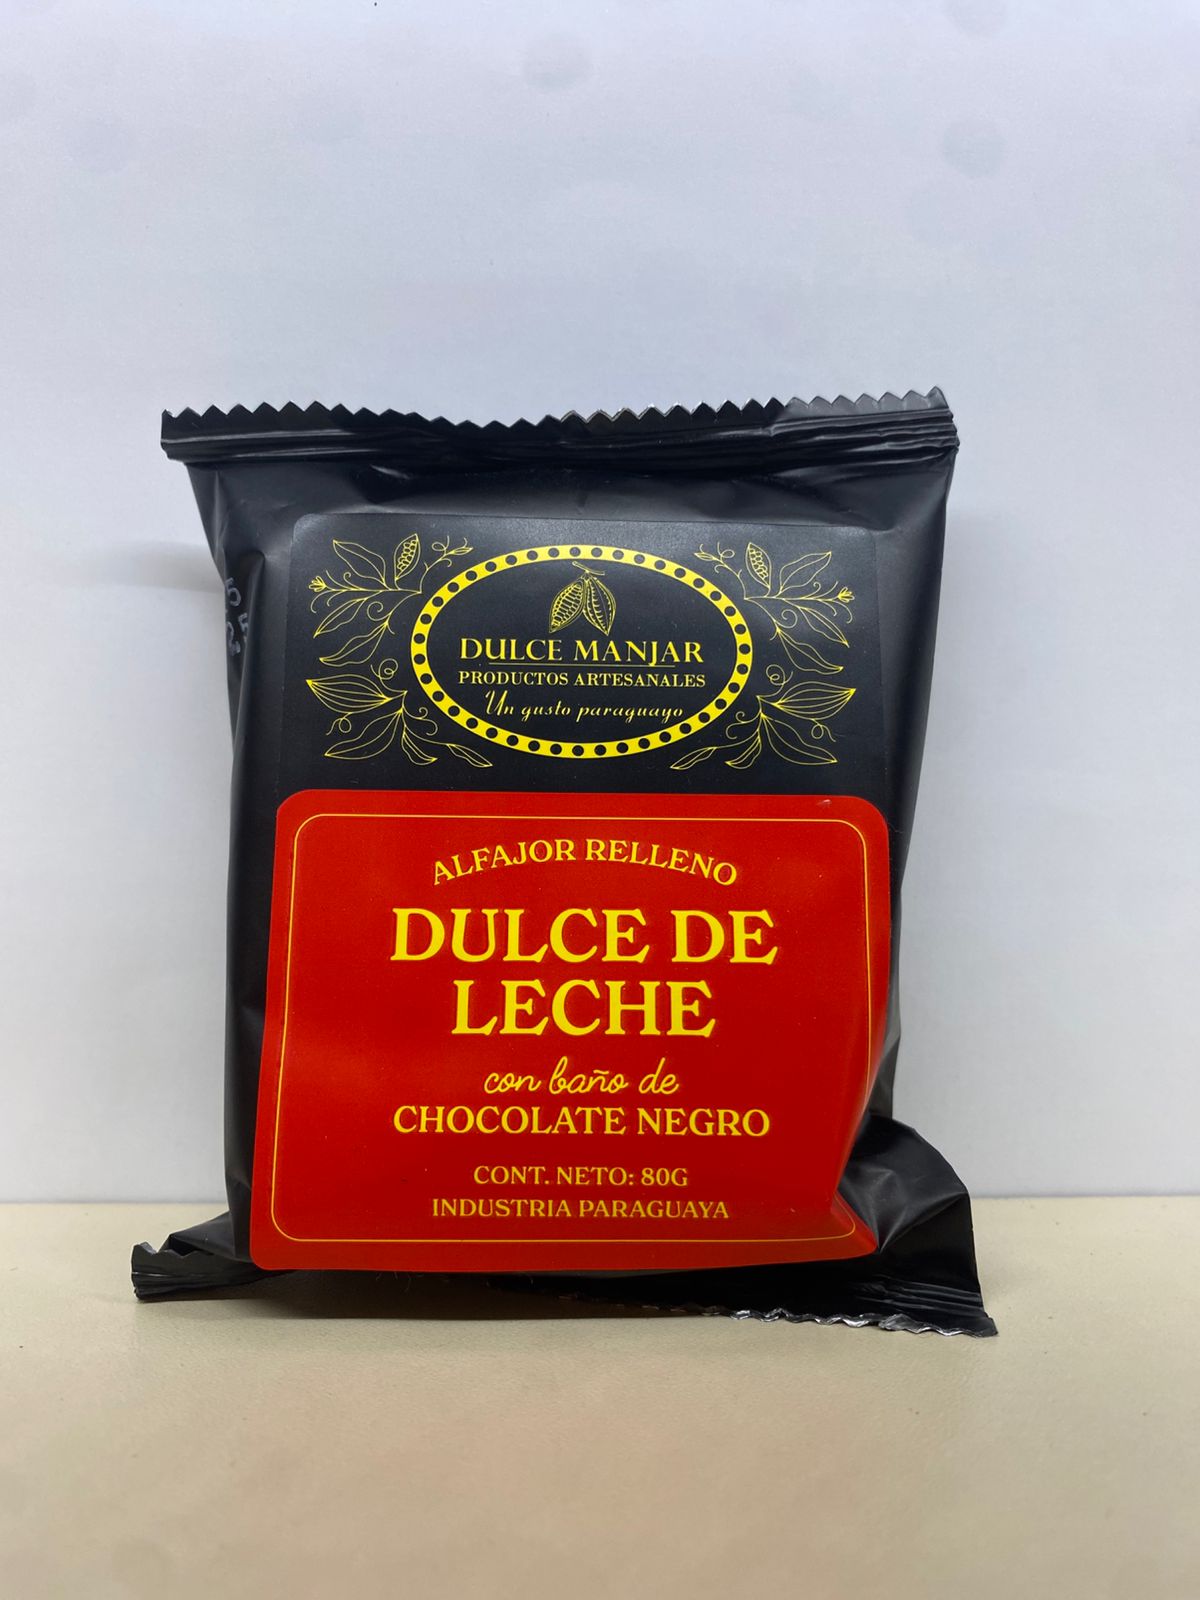 DULCE MANJAR
PRODUCTOS ARTESANALES
Un gusto paraguayo
ALFAJOR RELLENO
DULCE DE
LECHE
con baño de
CHOCOLATE NEGRO
CONT. NETO: 80G
INDUSTRIA PARAGUAYA